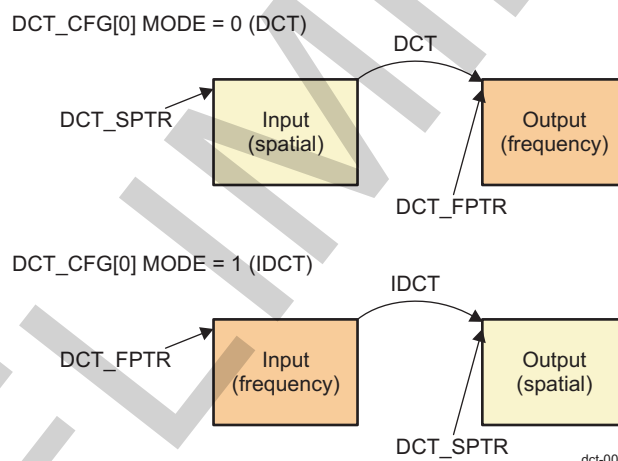 DCT_CFG[0] MODE = 0 (DCT)
DCT
DCT_SPTR
Input
(spatial)
Output
(frequency)
DCT_FPTR
DCT_CFG[0] MODE = 1 (IDCT)
IDCT
DCT_FPTR
Input
(frequency)
Output
(spatial)
DCT_SPTR